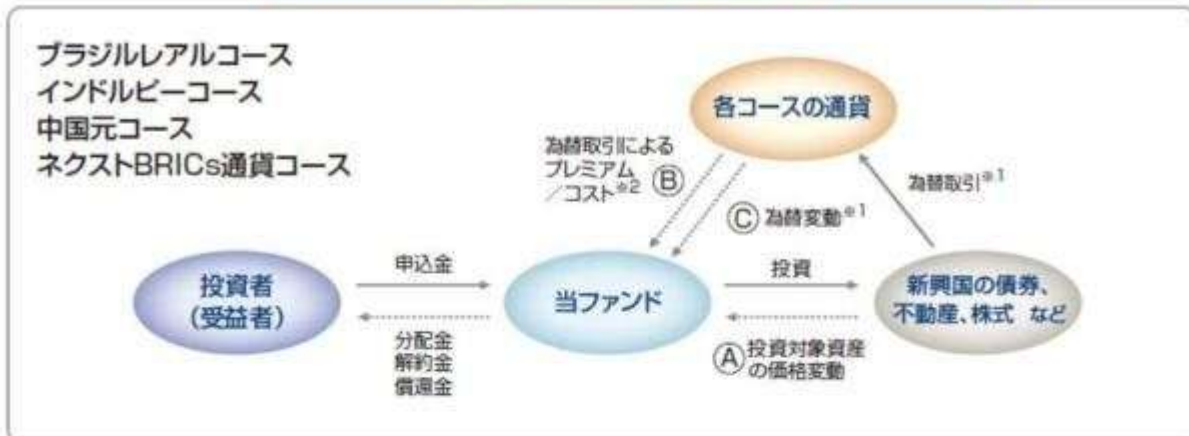 ブラジルレアルコース
インドルピーコース
中国元コース
ネクストBRICs通貨コース
各コースの通貨
為替取引による
プレミアム
／コスト※2 Ⓑ
為替取引※1
Ⓒ 為替変動※1
投資者
（受益者）
申込金
分配金
解約金
償還金
当ファンド
投資
Ⓐ 投資対象資産
の価格変動
新興国の債券、
不動産、株式 など